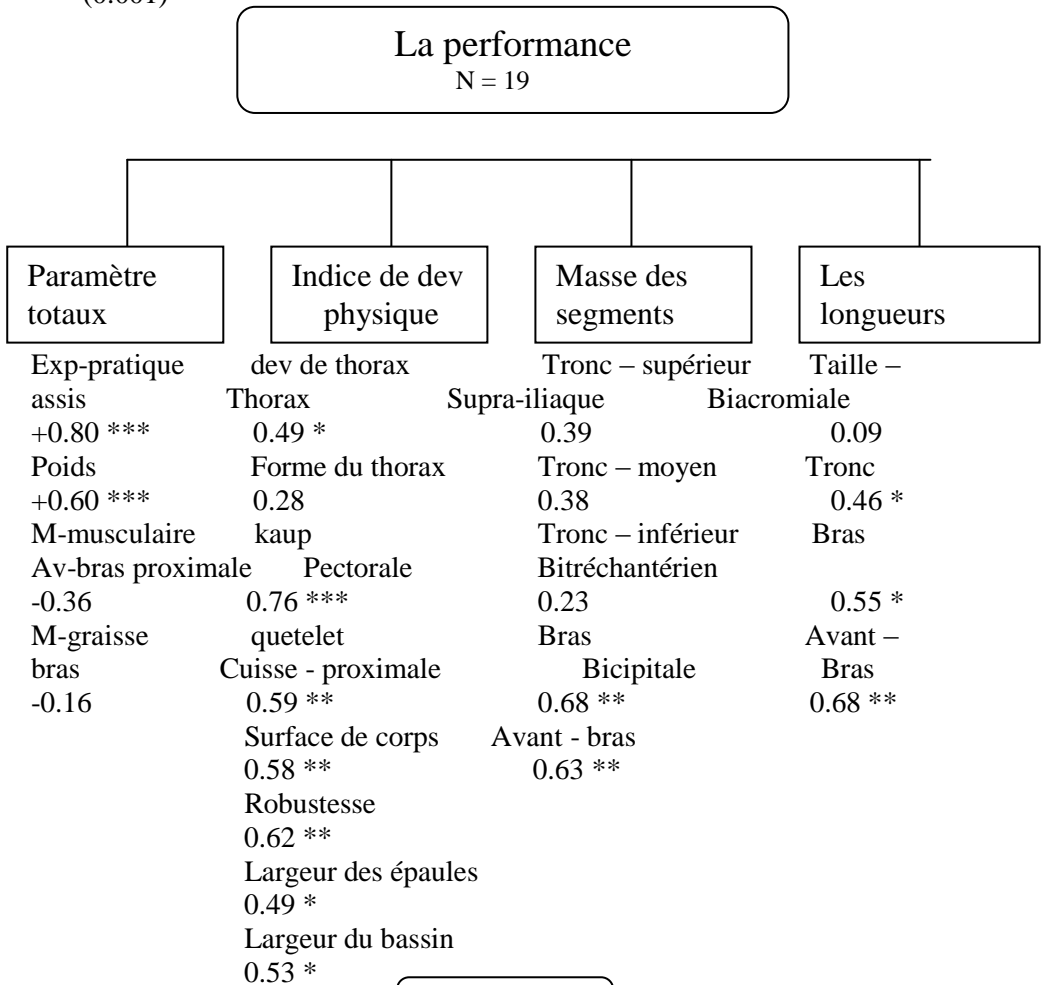 (0.001)
La performance
N = 19
Paramètre totaux
Indice de dev physique
Masse des segments
Les longueurs
Exp-pratique dev de thorax Tronc – supérieur Taille –
assis Thorax Supra-iliaque Biacromiale
+0.80 *** 0.49 * 0.39 0.09
Poids Forme du thorax Tronc – moyen Tronc
+0.60 *** 0.28 0.38 0.46 *
M-musculaire kaup Tronc – inférieur Bras
Av-bras proximale Pectorale Bitréchantérien
-0.36 0.76 *** 0.23 0.55 *
M-graisse quetelet Bras Avant –
bras Cuisse - proximale Bicipitale Bras
-0.16 0.59 ** 0.68 ** 0.68 **
Surface de corps Avant - bras
0.58 ** 0.63 **
Robustesse
0.62 **
Largeur des épaules
0.49 *
Largeur du bassin
0.53 *